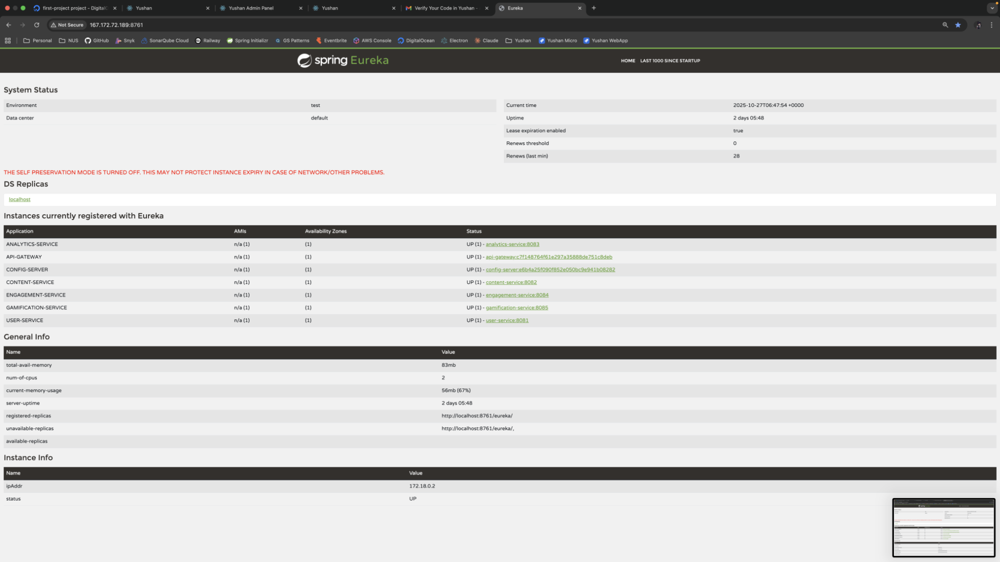 first-project project - DigitalO
Yushan
Yushan Admin Panel
Yushan
Verify Your Code in Yushan -
Eureka
Not Secure 167.172.72.189:8761
Personal NUS GitHub Snyk SonarQube Cloud Railway Spring Initializr GS Patterns Eventbrite AWS Console DigitalOcean Electron Claude Yushan Yushan Micro Yushan WebApp
spring Eureka
HOME LAST 1000 SINCE STARTUP
System Status
Environment test
Data center default
Current time 2025-10-27T06:47:54 +0000
Uptime 2 days 05:48
Lease expiration enabled true
Renews threshold 0
Renews (last min) 28
THE SELF PRESERVATION MODE IS TURNED OFF. THIS MAY NOT PROTECT INSTANCE EXPIRY IN CASE OF NETWORK/OTHER PROBLEMS.
DS Replicas
localhost
Instances currently registered with Eureka
Application AMIs Availability Zones Status
ANALYTICS-SERVICE n/a (1) (1) UP (1) - analytics-service:8083
API-GATEWAY n/a (1) (1) UP (1) - api-gateway:c7f148764f61e297a35888de751c8deb
CONFIG-SERVER n/a (1) (1) UP (1) - config-server:e6b4a25f090f852e050bc9e941b08282
CONTENT-SERVICE n/a (1) (1) UP (1) - content-service:8082
ENGAGEMENT-SERVICE n/a (1) (1) UP (1) - engagement-service:8084
GAMIFICATION-SERVICE n/a (1) (1) UP (1) - gamification-service:8085
USER-SERVICE n/a (1) (1) UP (1) - user-service:8081
General Info
Name Value
total-avail-memory 83mb
num-of-cpus 2
current-memory-usage 56mb (67%)
server-uptime 2 days 05:48
registered-replicas http://localhost:8761/eureka/
unavailable-replicas http://localhost:8761/eureka/,
available-replicas
Instance Info
Name Value
ipAddr 172.18.0.2
status UP